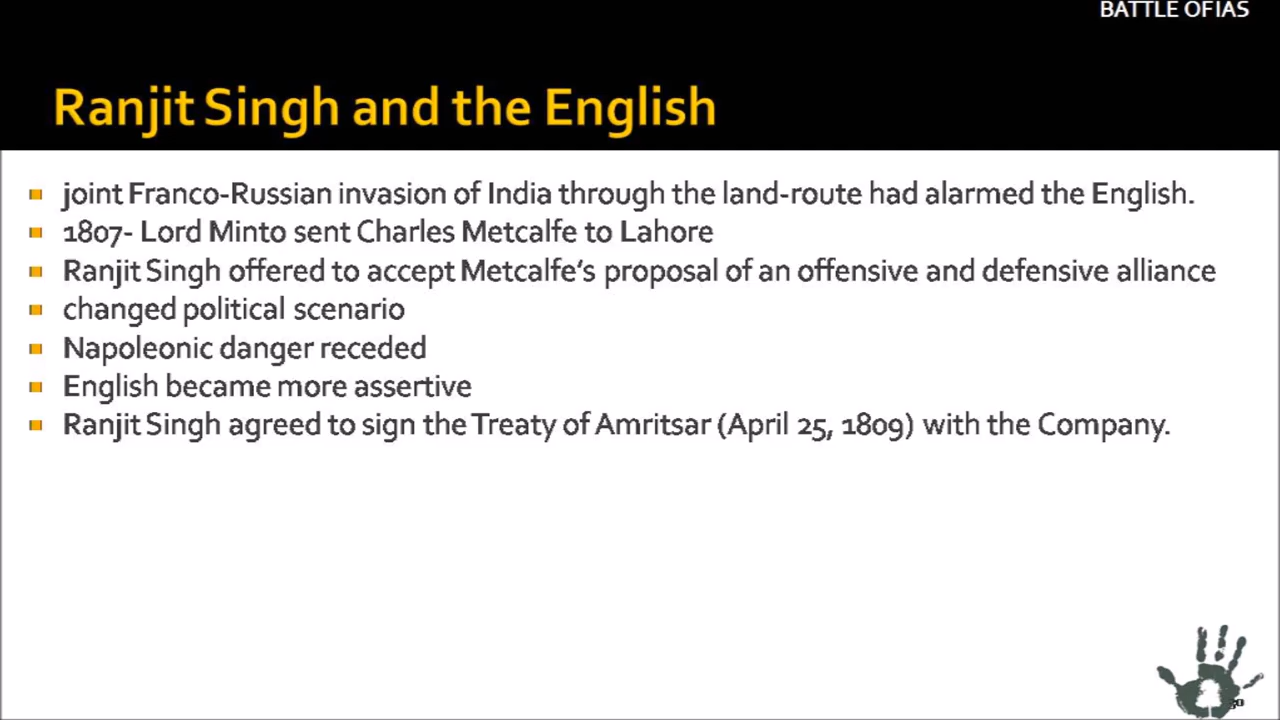 BATTLE OF IAS
Ranjit Singh and the English
joint Franco-Russian invasion of India through the land-route had alarmed the English.
1807- Lord Minto sent Charles Metcalfe to Lahore
Ranjit Singh offered to accept Metcalfe‘s proposal of an offensive and defensive alliance
changed political scenario
Napoleonic danger receded
English became more assertive
Ranjit Singh agreed to sign the Treaty of Amritsar (April 25, 1809) with the Company.
30